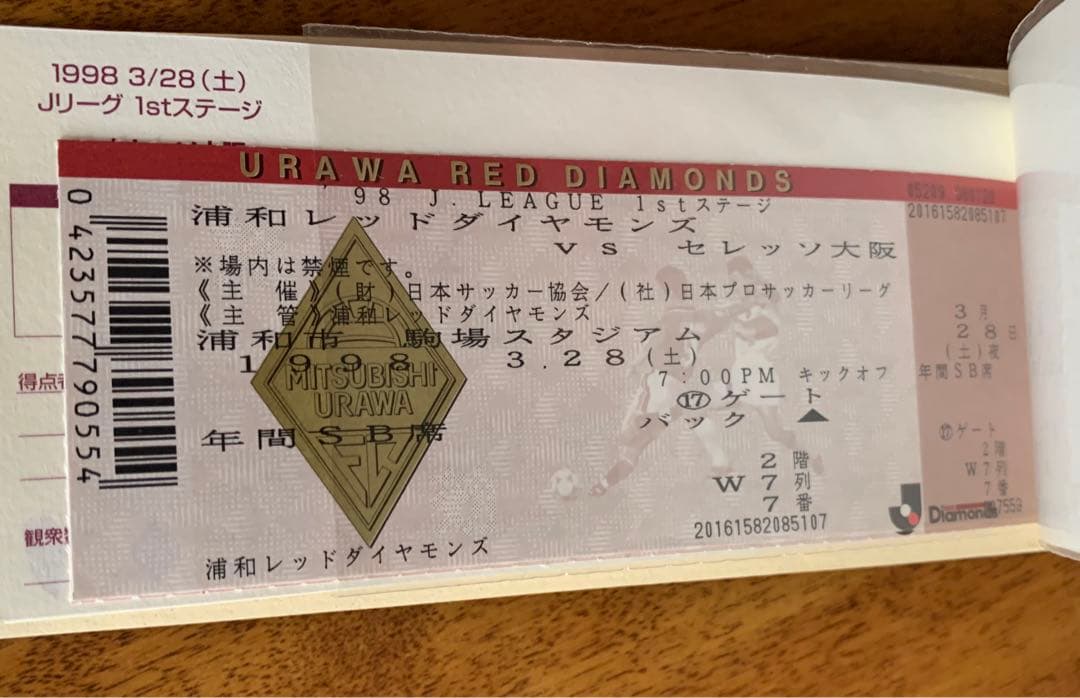 1998 3/28(土)
Jリーグ 1stステージ
URAWA RED DIAMONDS
'98 J. LEAGUE 1stステージ
浦和レッドダイヤモンズ
VS セレッソ大阪
※場内は禁煙です。
《主 催》(財)日本サッカー協会/(社)日本プロサッカーリーグ
《主 管》浦和レッドダイヤモンズ
浦和市 駒場スタジアム
1998 3.28(土)
7:00PM キックオフ
⑰ゲート
バック ▲
年間SB席
2階
W7列
7番
20161582085107
浦和レッドダイヤモンズ
MITSUBISHI
URAWA
0423577790554
20161582085107
3月
28日
(土)夜
年間SB席
⑰ゲート
2階
W7列
7番
Diamonds
得点者
観衆